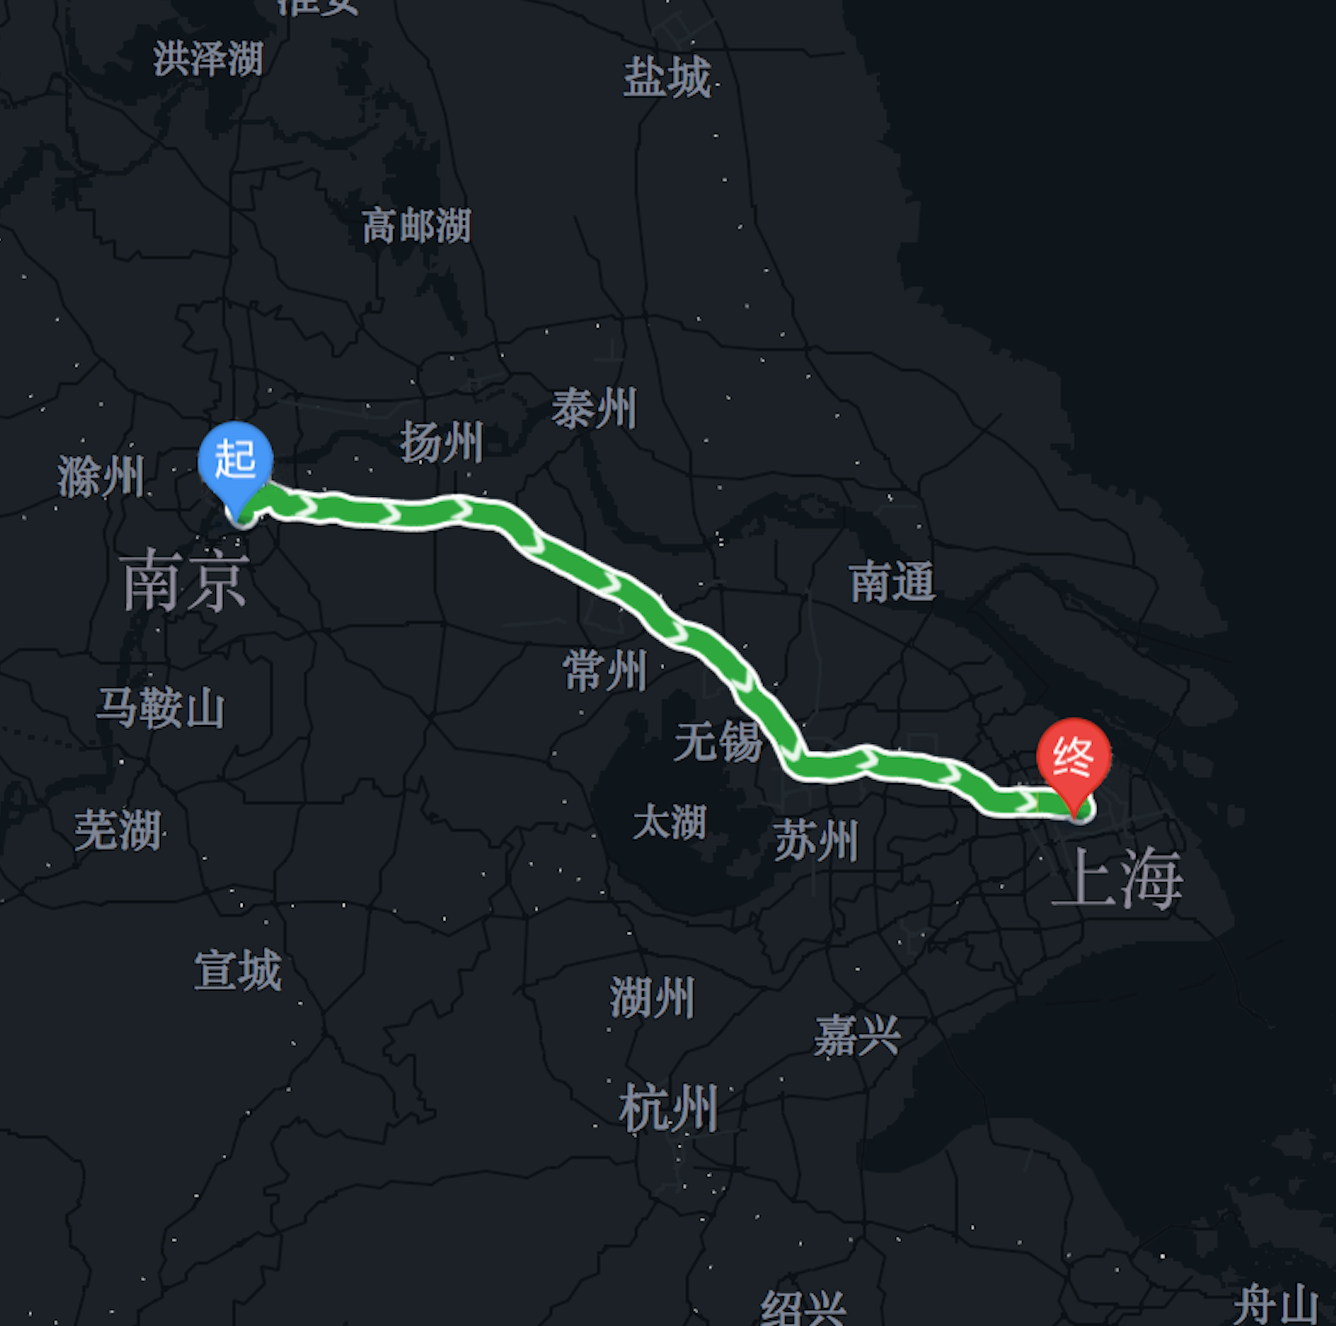 淮安
洪泽湖
盐城
高邮湖
泰州
扬州
滁州
起
南京
南通
常州
马鞍山
无锡
终
太湖
芜湖
苏州
上海
宣城
湖州
嘉兴
杭州
绍兴
舟山